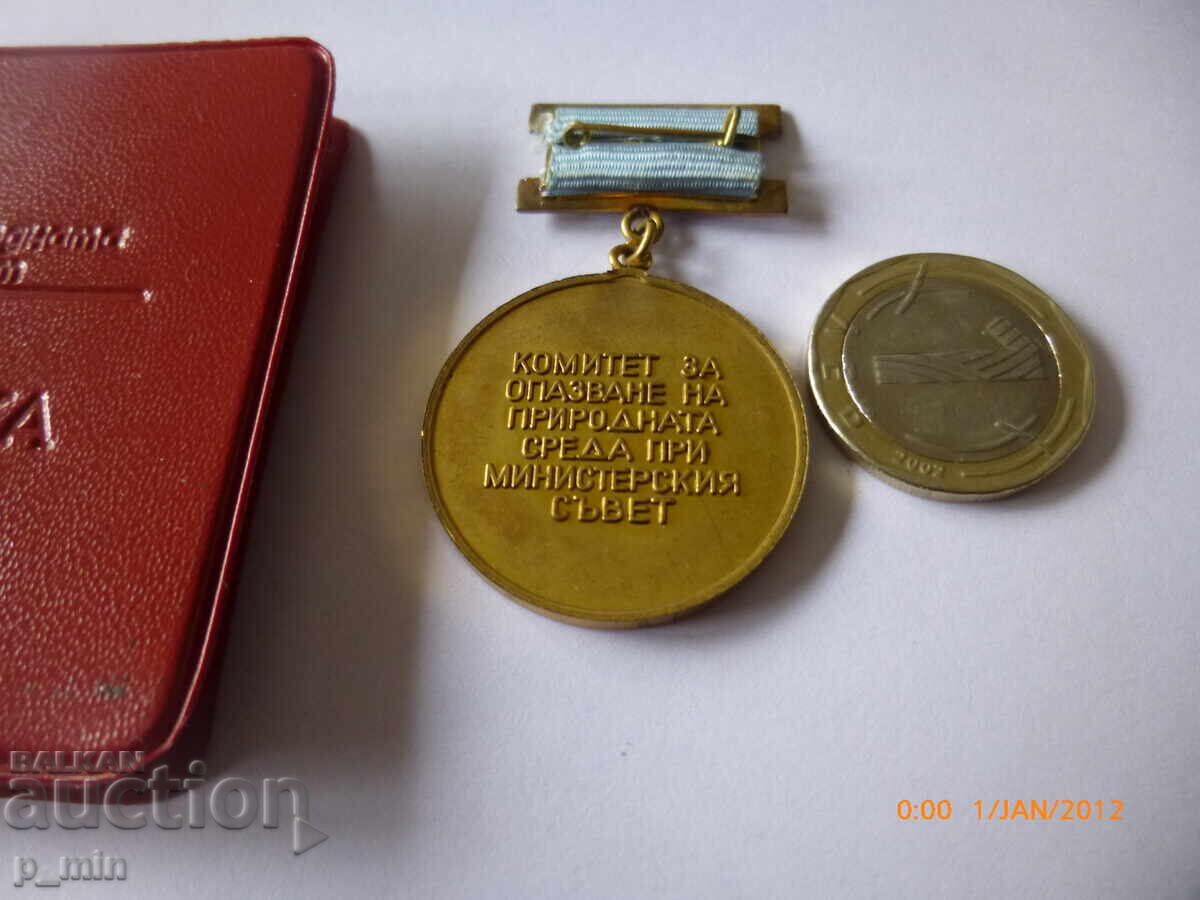 КОМИТЕТ ЗА
ОПАЗВАНЕ НА
ПРИРОДНАТА
СРЕДА ПРИ
МИНИСТЕРСКИЯ
СЪВЕТ
2002
BALKAN
auction
p_min
0:00 1/JAN/2012